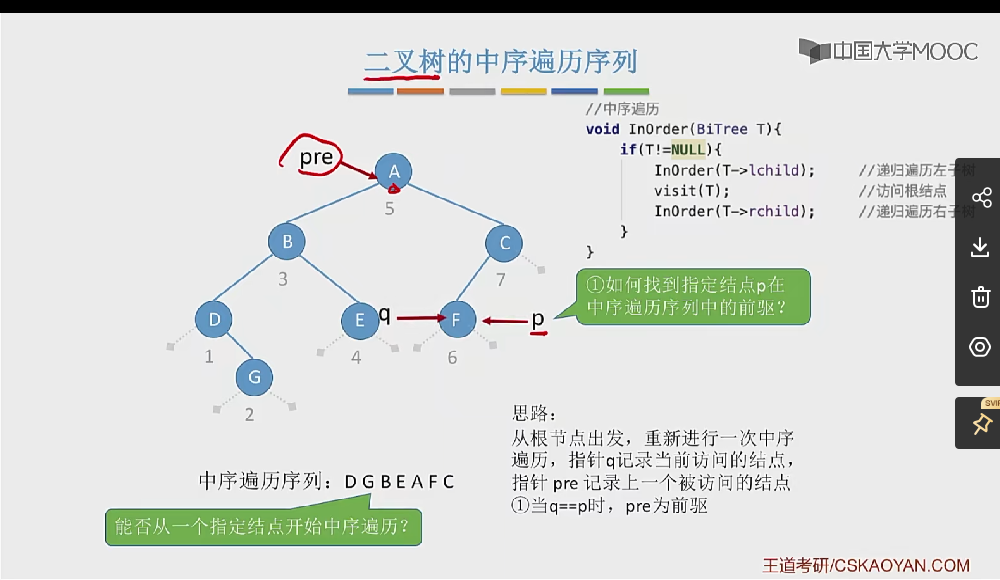 中国大学MOOC
二叉树的中序遍历序列
//中序遍历
void InOrder(BiTree T){
if(T!=NULL){
InOrder(T->lchild); //递归遍历左子树
visit(T); //访问根结点
InOrder(T->rchild); //递归遍历右子树
}
}
pre
A
5
B
3
C
7
①如何找到指定结点p在
中序遍历序列中的前驱？
D
1
E
4
q
F
6
p
G
2
思路：
从根节点出发，重新进行一次中序
遍历，指针q记录当前访问的结点，
指针 pre 记录上一个被访问的结点
①当q==p时，pre为前驱
中序遍历序列：D G B E A F C
能否从一个指定结点开始中序遍历？
SVIP
王道考研/CSKAOYAN.COM